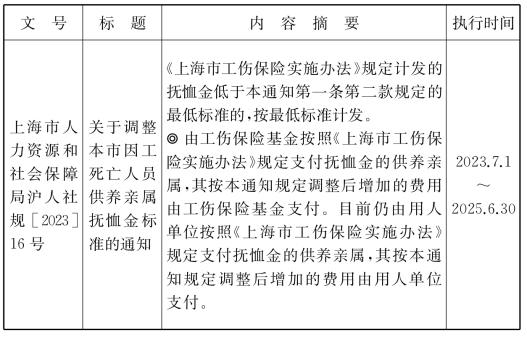 文 号
标 题
内 容 摘 要
执行时间
上海市人
力资源和
社会保障
局沪人社
规［2023］
16 号
关于调整
本市因工
死亡人员
供养亲属
抚恤金标
准的通知
《上海市工伤保险实施办法》规定计发的
抚恤金低于本通知第一条第二款规定的
最低标准的，按最低标准计发。
◎ 由工伤保险基金按照《上海市工伤保
险实施办法》规定支付抚恤金的供养亲
属，其按本通知规定调整后增加的费用
由工伤保险基金支付。目前仍由用人
单位按照《上海市工伤保险实施办法》
规定支付抚恤金的供养亲属，其按本通
知规定调整后增加的费用由用人单位
支付。
2023.7.1
～
2025.6.30